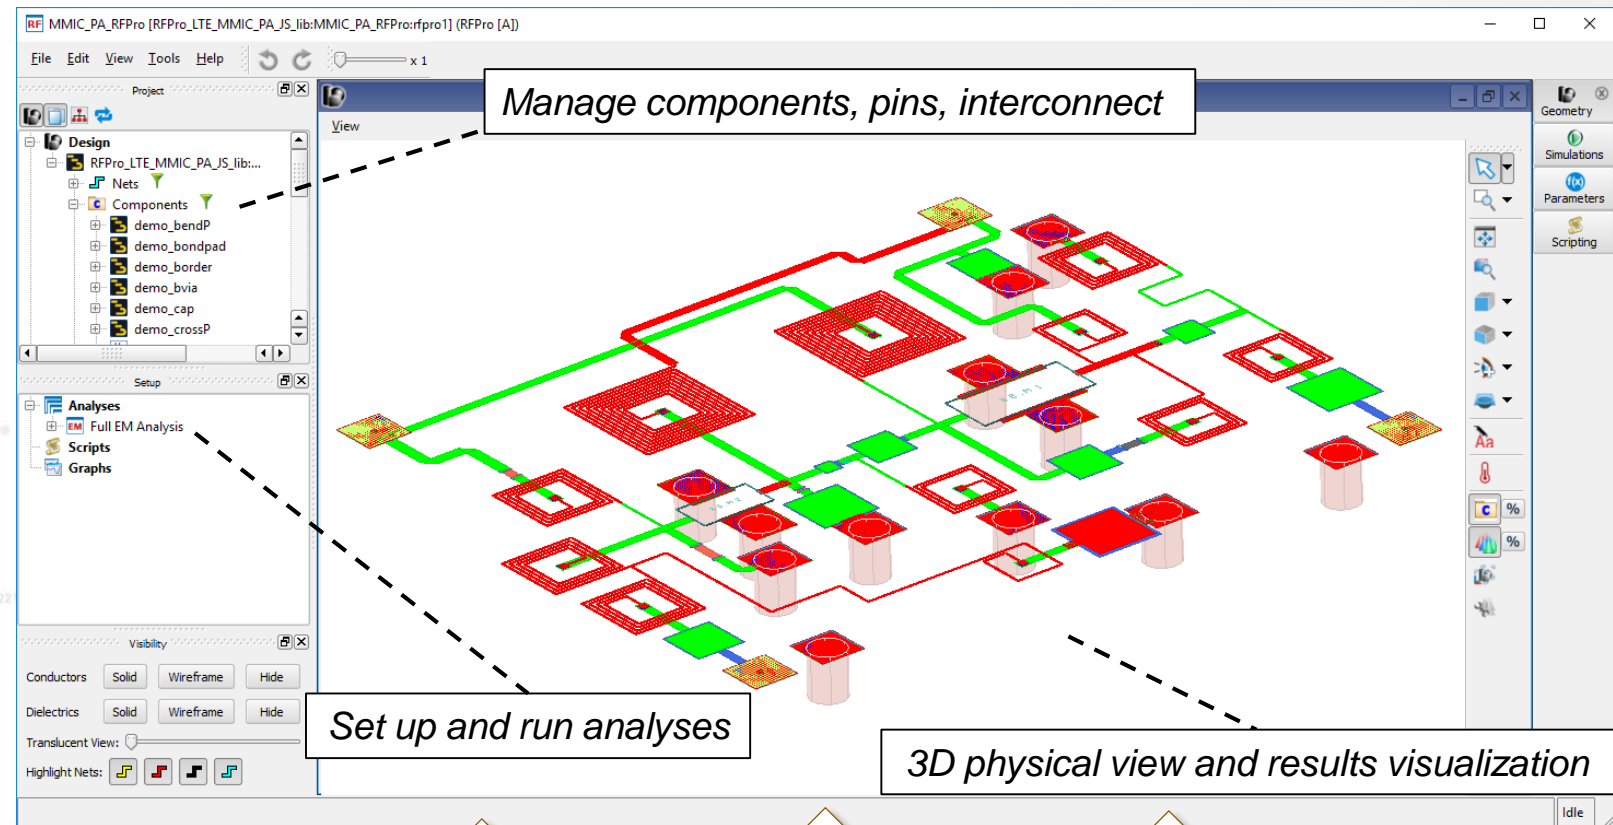 RF MMIC_PA_RFPro [RFPro_LTE_MMIC_PA_JS_lib:MMIC_PA_RFPro:rfpro1] (RFPro [A])
File Edit View Tools Help x 1
Project
Manage components, pins, interconnect
View
Design
RFPro_LTE_MMIC_PA_JS_lib:...
Nets
C Components
demo_bendP
demo_bondpad
demo_border
demo_bvia
demo_cap
demo_crossP
Setup
Analyses
EM Full EM Analysis
Scripts
Graphs
Visibility
Conductors Solid Wireframe Hide
Dielectrics Solid Wireframe Hide
Translucent View:
Highlight Nets:
Set up and run analyses
3D physical view and results visualization
Geometry
Simulations
f(x)
Parameters
Scripting
Aa
C %
%
Idle